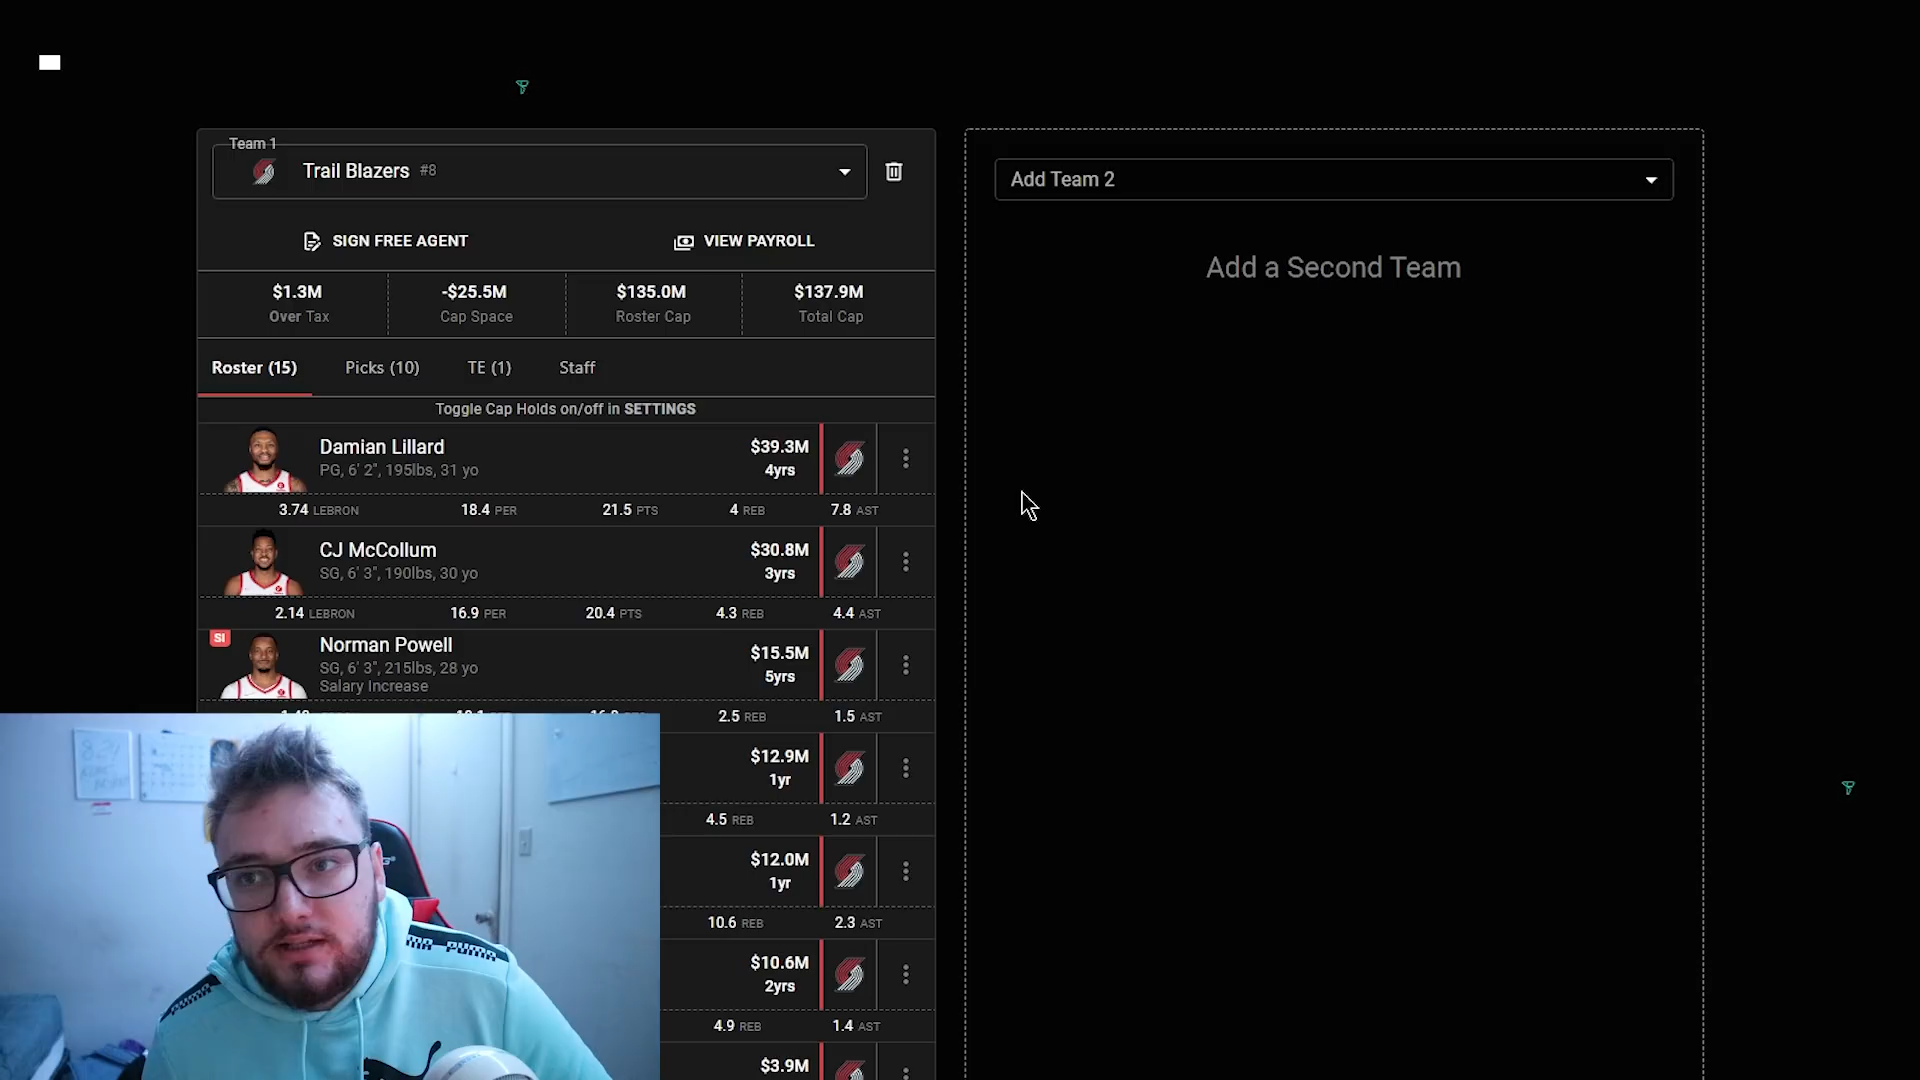 Team 1
Trail Blazers #8
SIGN FREE AGENT
VIEW PAYROLL
$1.3M
Over Tax
-$25.5M
Cap Space
$135.0M
Roster Cap
$137.9M
Total Cap
Roster (15)
Picks (10)
TE (1)
Staff
Toggle Cap Holds on/off in SETTINGS
Damian Lillard
PG, 6' 2", 195lbs, 31 yo
$39.3M
4yrs
3.74 LEBRON
18.4 PER
21.5 PTS
4 REB
7.8 AST
CJ McCollum
SG, 6' 3", 190lbs, 30 yo
$30.8M
3yrs
2.14 LEBRON
16.9 PER
20.4 PTS
4.3 REB
4.4 AST
SI
Norman Powell
SG, 6' 3", 215lbs, 28 yo
Salary Increase
$15.5M
5yrs
2.5 REB
1.5 AST
$12.9M
1yr
4.5 REB
1.2 AST
$12.0M
1yr
10.6 REB
2.3 AST
$10.6M
2yrs
4.9 REB
1.4 AST
$3.9M
Add Team 2
Add a Second Team
PUMA